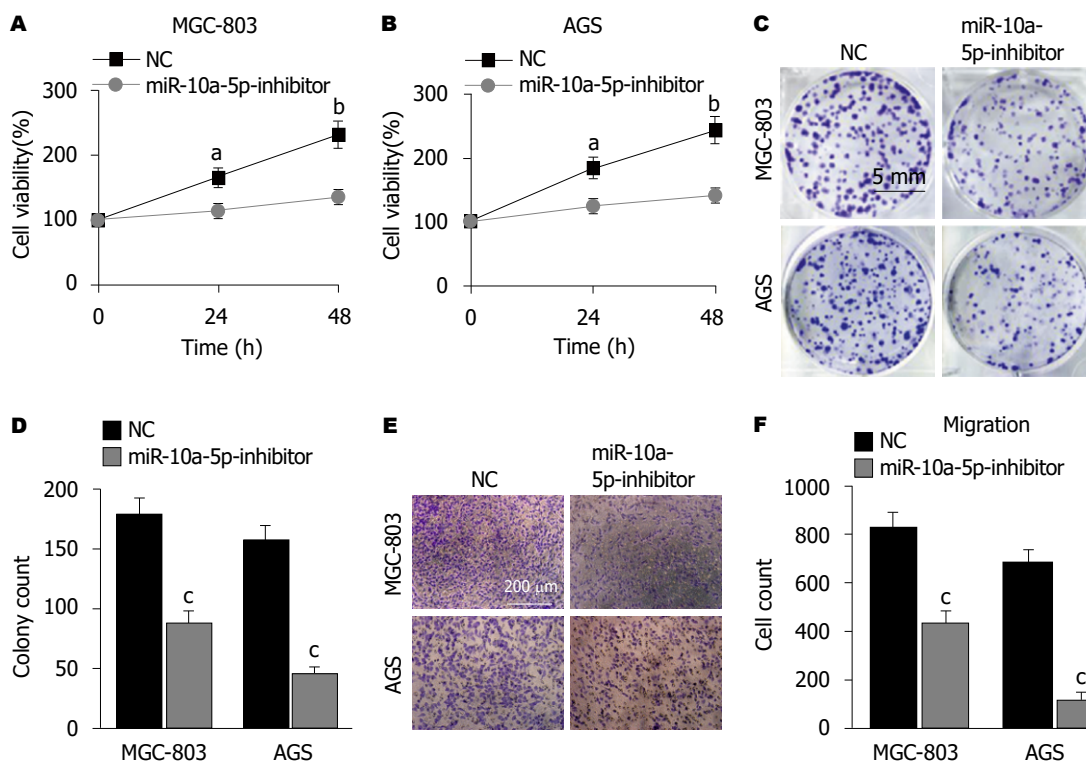 A
MGC-803
NC
miR-10a-5p-inhibitor
300
200
100
0
Cell viability(%)
a
b
0
24
48
Time (h)
B
AGS
NC
miR-10a-5p-inhibitor
300
200
100
0
Cell viability(%)
a
b
0
24
48
Time (h)
C
NC
miR-10a-
5p-inhibitor
MGC-803
5 mm
AGS
D
NC
miR-10a-5p-inhibitor
200
150
100
50
0
Colony count
c
c
MGC-803
AGS
E
NC
miR-10a-
5p-inhibitor
MGC-803
200 μm
AGS
F
Migration
NC
miR-10a-5p-inhibitor
1000
800
600
400
200
0
Cell count
c
c
MGC-803
AGS